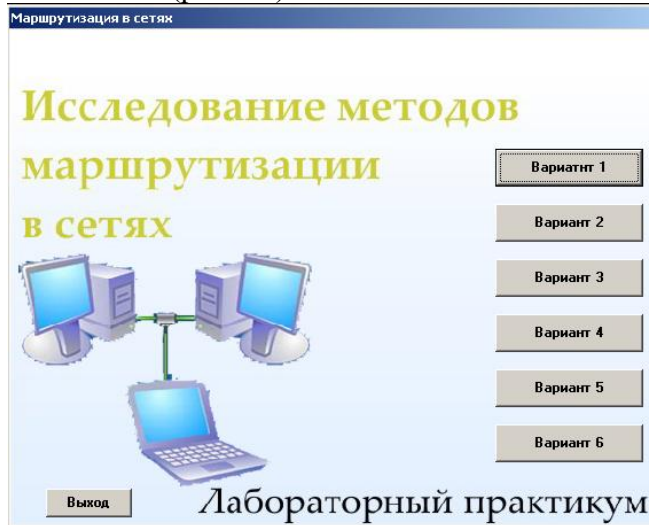 Маршрутизация в сетях
Исследование методов
маршрутизации
в сетях
Вариатнт 1
Вариант 2
Вариант 3
Вариант 4
Вариант 5
Вариант 6
Выход
Лабораторный практикум